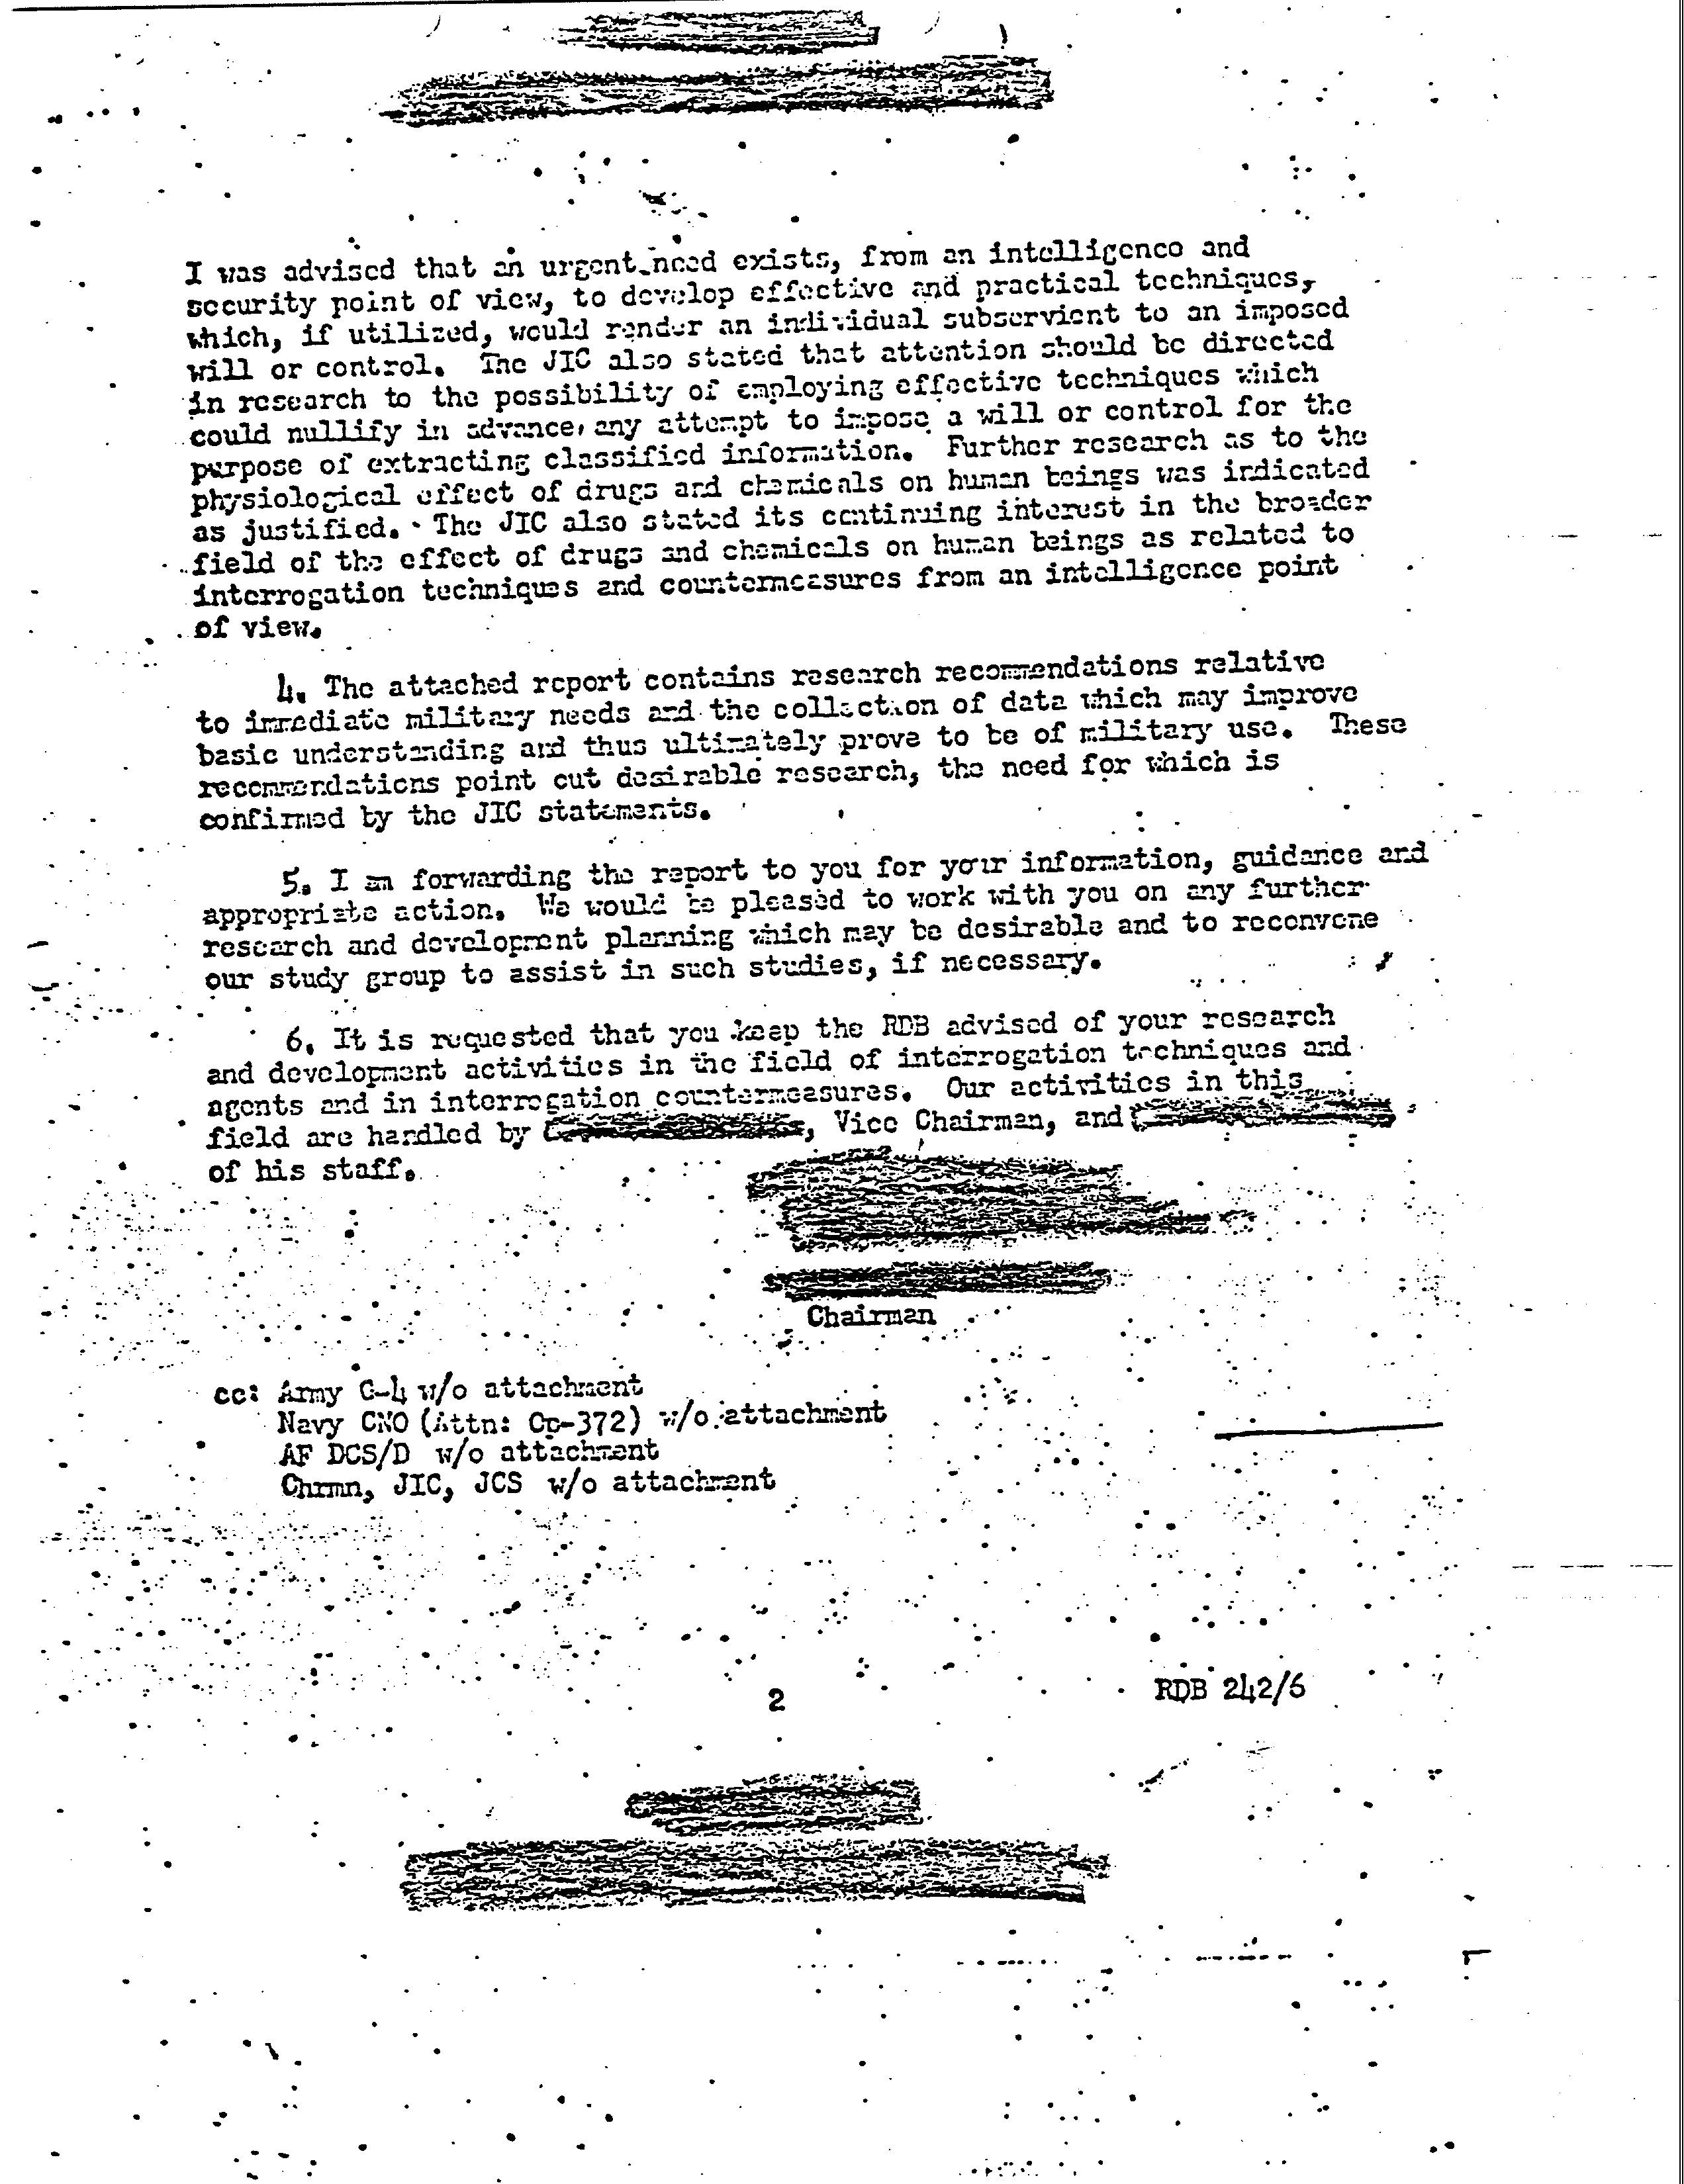 I was advised that an urgent need exists, from an intelligence and
security point of view, to develop effective and practical techniques,
which, if utilized, would render an individual subservient to an imposed
will or control. The JIC also stated that attention should be directed
in research to the possibility of employing effective techniques which
could nullify in advance, any attempt to impose a will or control for the
purpose of extracting classified information. Further research as to the
physiological effect of drugs and chemicals on human beings was indicated
as justified. The JIC also stated its continuing interest in the broader
field of the effect of drugs and chemicals on human beings as related to
interrogation techniques and countermeasures from an intelligence point
of view.
4. The attached report contains research recommendations relative
to immediate military needs and the collection of data which may improve
basic understanding and thus ultimately prove to be of military use. These
recommendations point out desirable research, the need for which is
confirmed by the JIC statements.
5. I am forwarding the report to you for your information, guidance and
appropriate action. We would be pleased to work with you on any further
research and development planning which may be desirable and to reconvene
our study group to assist in such studies, if necessary.
6. It is requested that you keep the RDB advised of your research
and development activities in the field of interrogation techniques and
agents and in interrogation countermeasures. Our activities in this
field are handled by , Vice Chairman, and
of his staff.
Chairman
cc: Army G-4 w/o attachment
Navy CNO (Attn: Op-372) w/o attachment
AF DCS/D w/o attachment
Chrmn, JIC, JCS w/o attachment
2
RDB 242/6